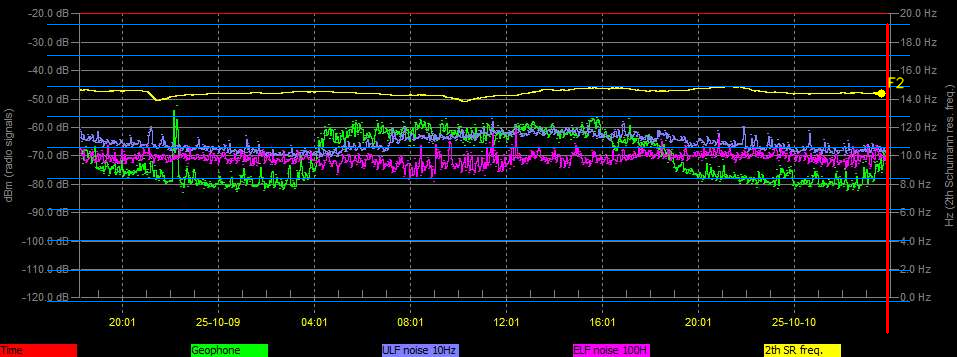 -20.0 dB
-30.0 dB
-40.0 dB
-50.0 dB
-60.0 dB
-70.0 dB
-80.0 dB
-90.0 dB
-100.0 dB
-110.0 dB
-120.0 dB
dBm (radio signals)
20.0 Hz
18.0 Hz
16.0 Hz
14.0 Hz
12.0 Hz
10.0 Hz
8.0 Hz
6.0 Hz
4.0 Hz
2.0 Hz
0.0 Hz
Hz (2th Schumann res. freq.)
F2
20:01 25-10-09 04:01 08:01 12:01 16:01 20:01 25-10-10
Time Geophone ULF noise 10Hz ELF noise 100H 2th SR freq.